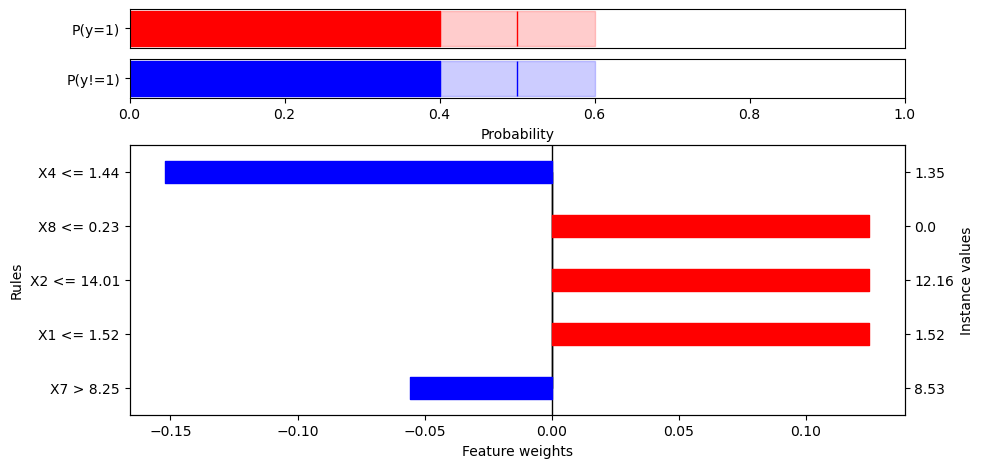 P(y=1)
P(y!=1)
0.0 0.2 0.4 0.6 0.8 1.0
Probability
X4 <= 1.44 1.35
X8 <= 0.23 0.0
X2 <= 14.01 12.16
X1 <= 1.52 1.52
X7 > 8.25 8.53
Rules
Instance values
−0.15 −0.10 −0.05 0.00 0.05 0.10
Feature weights